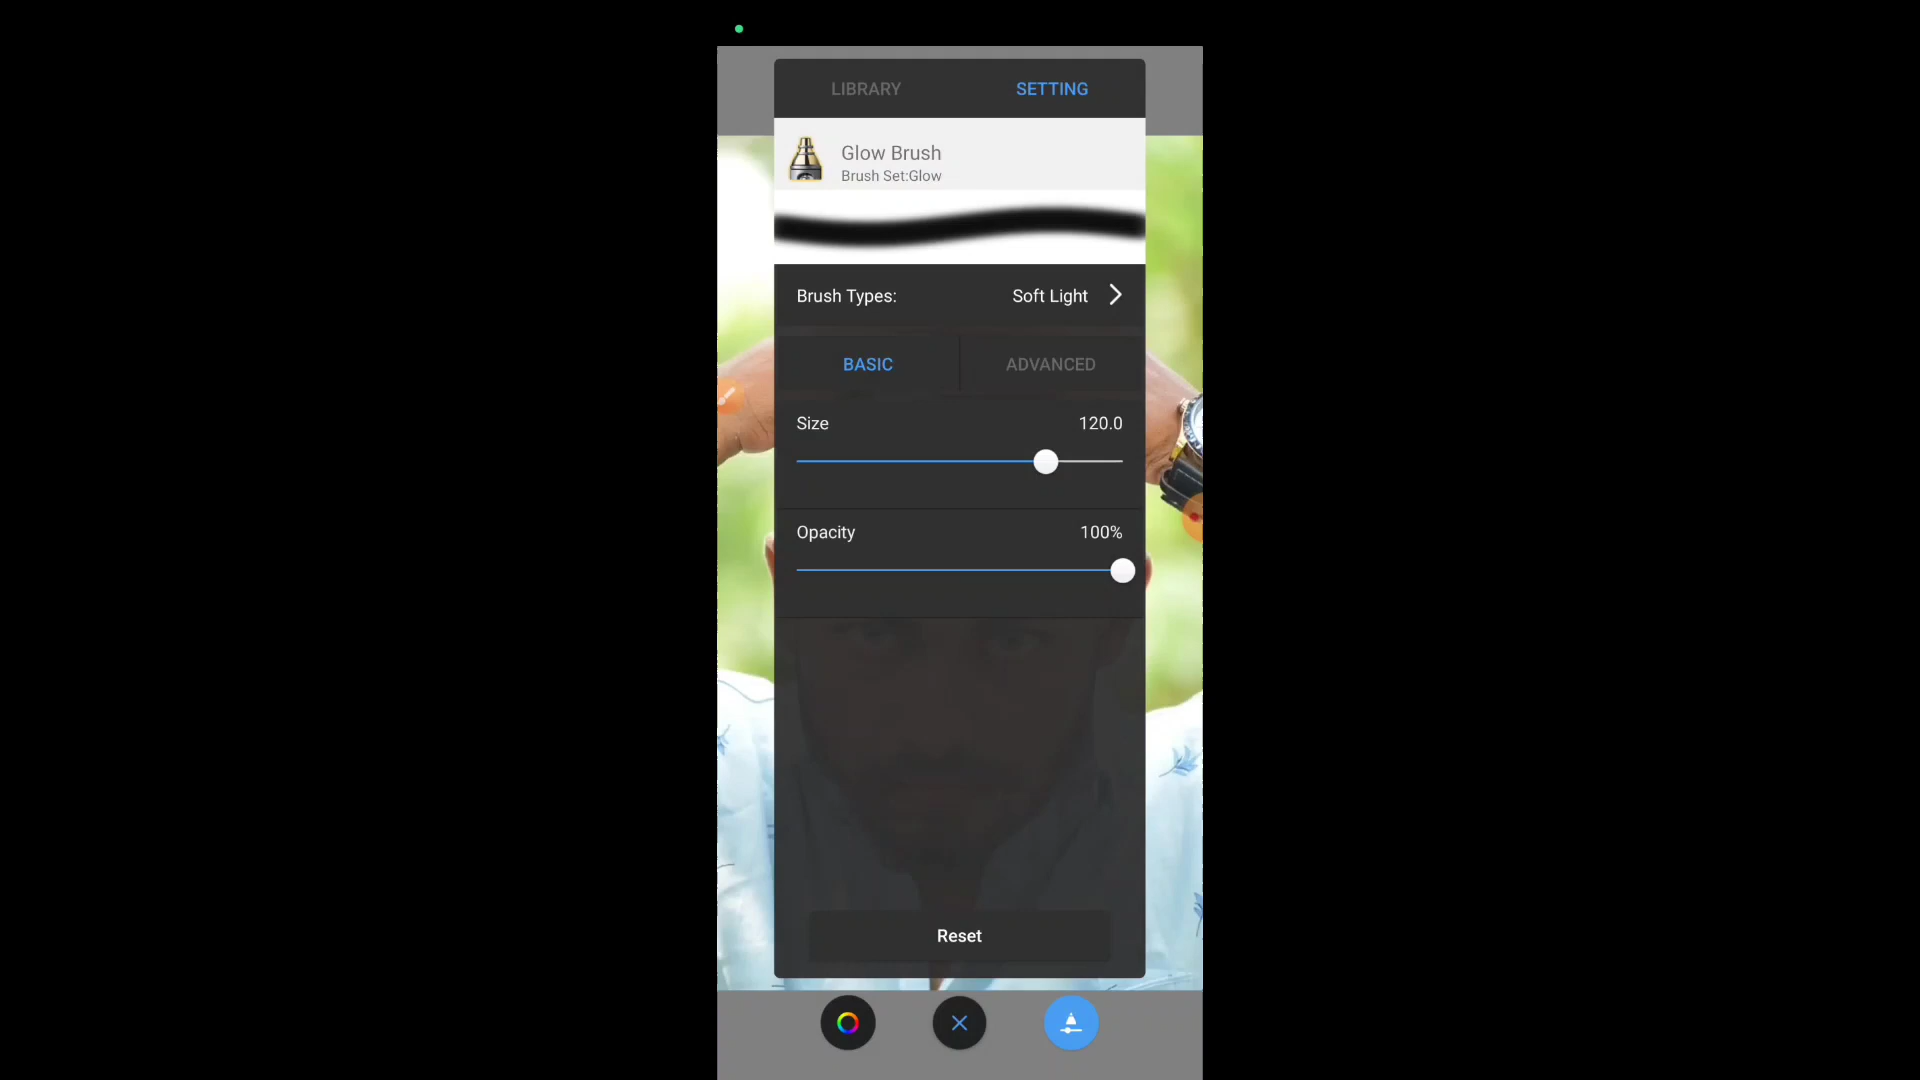 LIBRARY
SETTING
Glow Brush
Brush Set:Glow
Brush Types:
Soft Light
BASIC
ADVANCED
Size
120.0
Opacity
100%
Reset